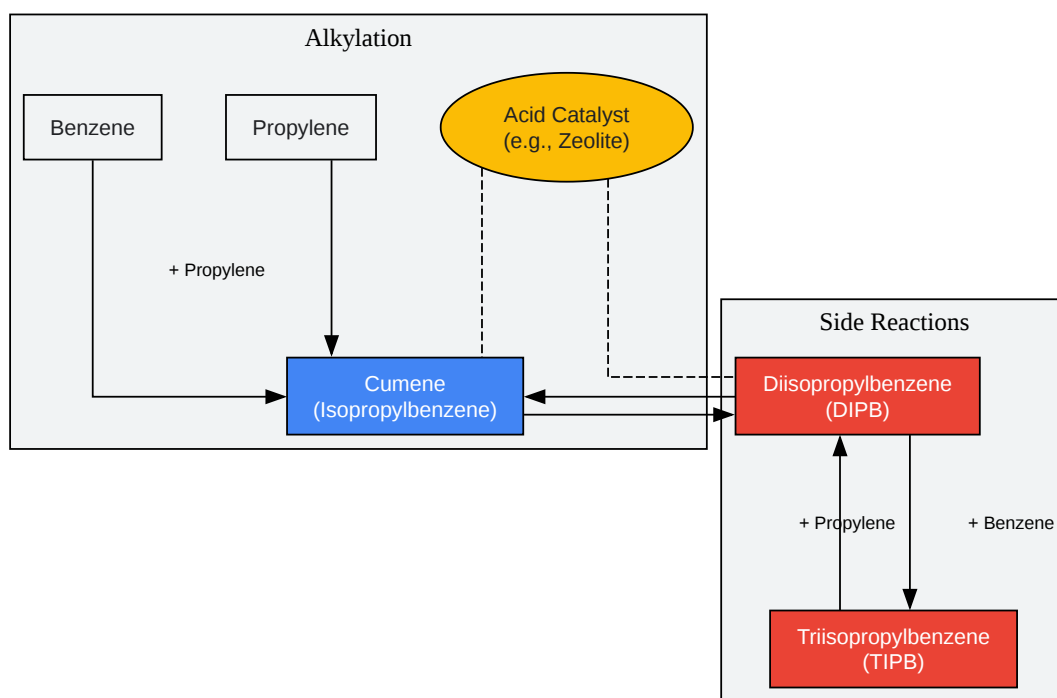 Alkylation
Benzene
Propylene
Acid Catalyst
(e.g., Zeolite)
+ Propylene
Side Reactions
Cumene
(Isopropylbenzene)
Diisopropylbenzene
(DIPB)
+ Propylene
+ Benzene
Triisopropylbenzene
(TIPB)